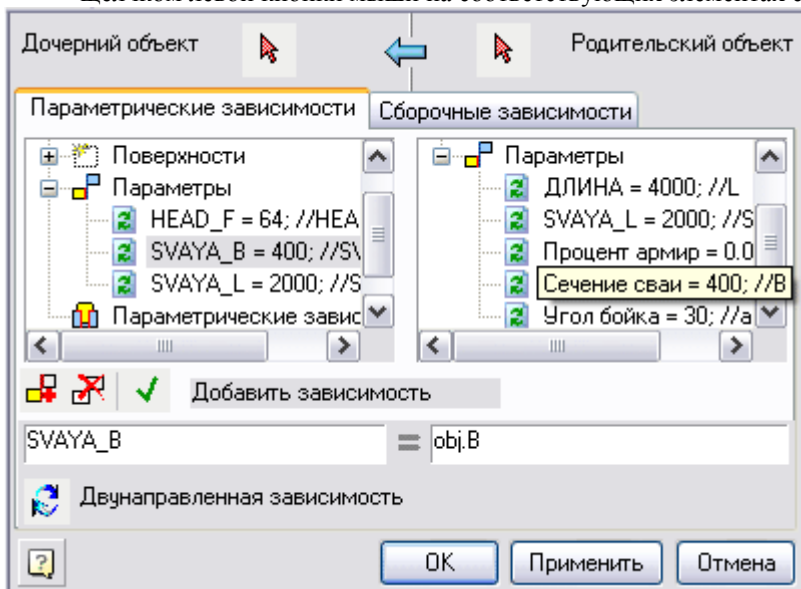 Дочерний объект
Родительский объект
Параметрические зависимости
Сборочные зависимости
Поверхности
Параметры
HEAD_F = 64; //HEA
SVAYA_B = 400; //S
SVAYA_L = 2000; //S
Параметрические завис
Параметры
ДЛИНА = 4000; //L
SVAYA_L = 2000; //S
Процент армир = 0.0
Сечение сваи = 400; //B
Угол бойка = 30; //a
Добавить зависимость
SVAYA_B = obj.B
Двунаправленная зависимость
? OK Применить Отмена